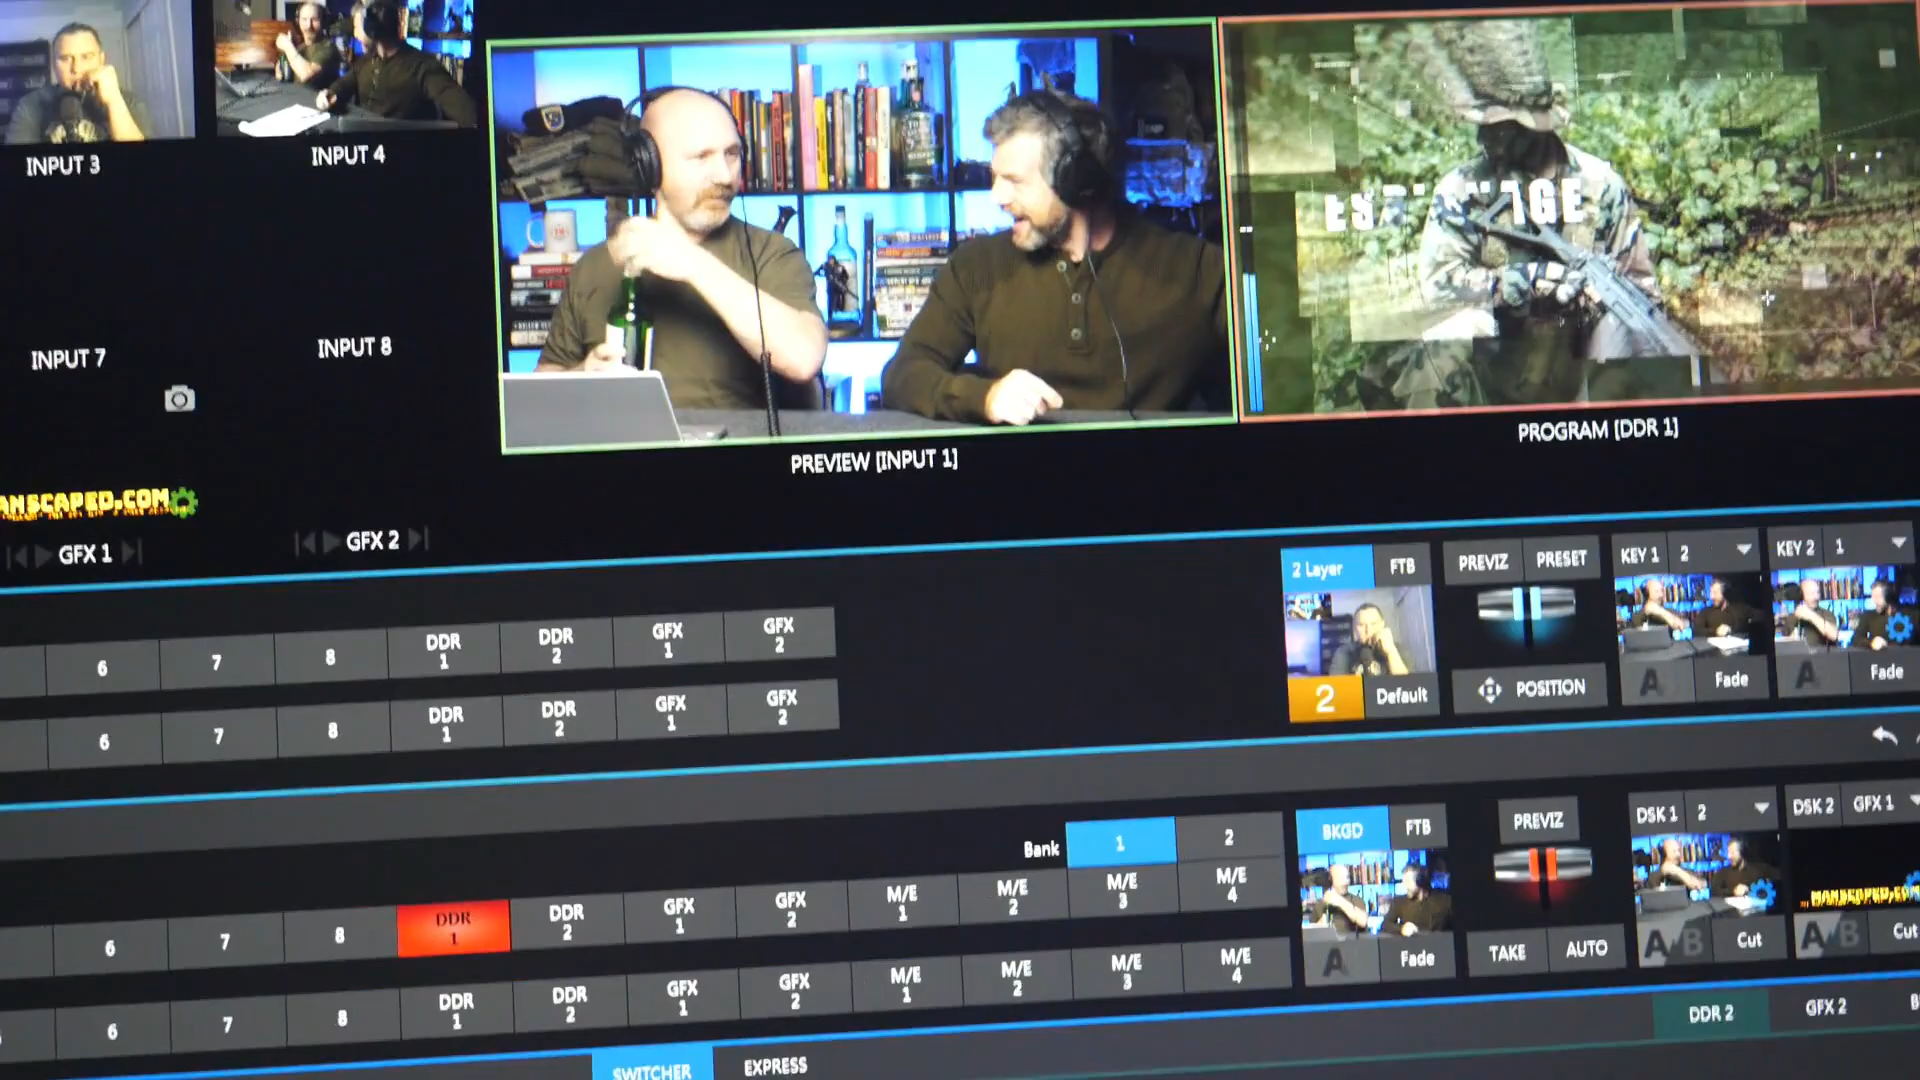 INPUT 3
INPUT 4
INPUT 7
INPUT 8
PREVIEW [INPUT 1]
PROGRAM [DDR 1]
ANSCAPED.COM
GFX 1
GFX 2
2 Layer
FTB
PREVIZ
PRESET
KEY 1
2
KEY 2
1
6
7
8
DDR 1
DDR 2
GFX 1
GFX 2
2
Default
POSITION
A
Fade
A
Fade
6
7
8
DDR 1
DDR 2
GFX 1
GFX 2
Bank
1
2
BKGD
FTB
PREVIZ
DSK 1
2
DSK 2
GFX 1
6
7
8
DDR 1
DDR 2
GFX 1
GFX 2
M/E 1
M/E 2
M/E 3
M/E 4
MANSCAPED.COM
A
Fade
TAKE
AUTO
A/B
Cut
A/B
Cut
6
7
8
DDR 1
DDR 2
GFX 1
GFX 2
M/E 1
M/E 2
M/E 3
M/E 4
DDR 2
GFX 2
SWITCHER
EXPRESS